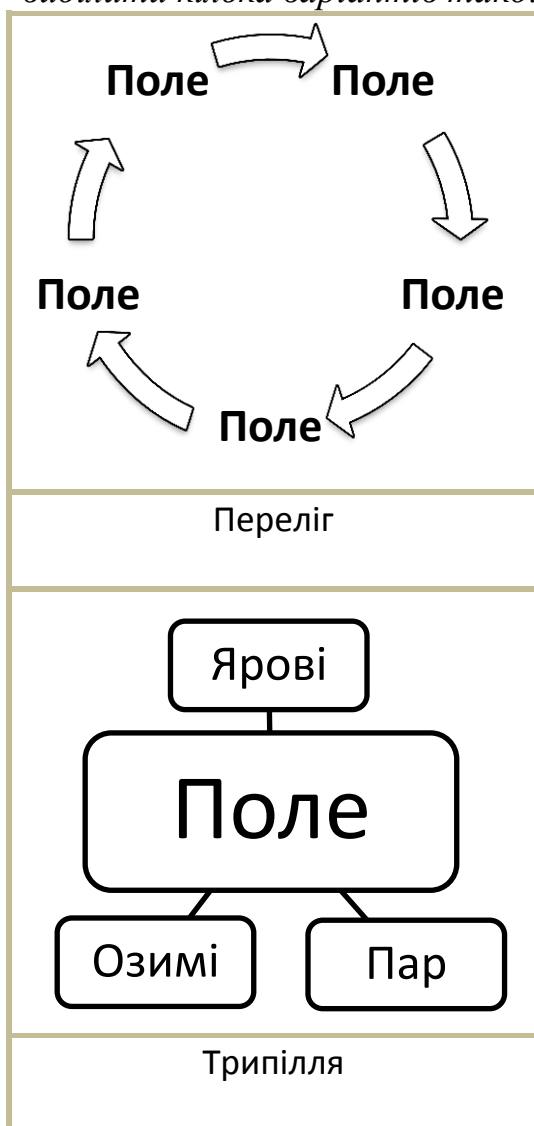 Поле Поле
Поле Поле
Поле
Переліг
Ярові
Поле
Озимі Пар
Трипілля